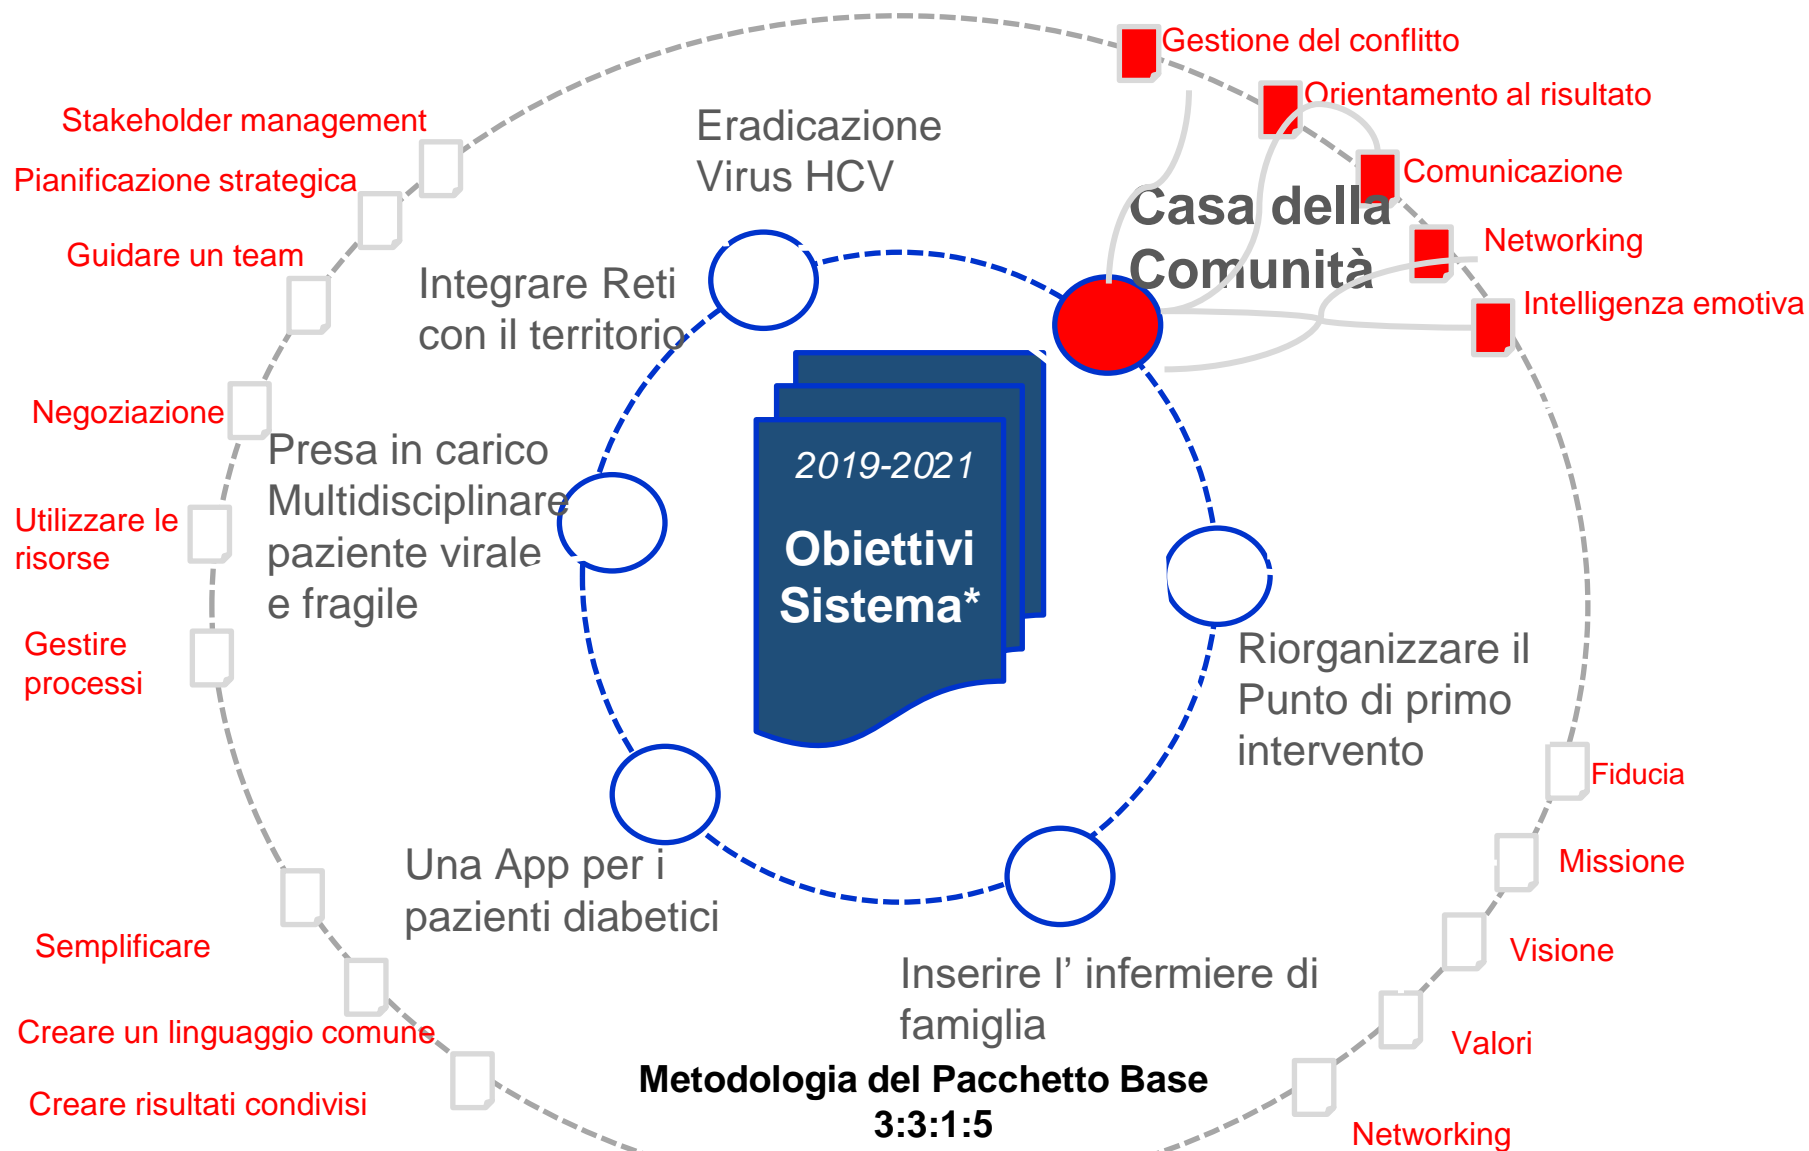 Gestione del conflitto
Orientamento al risultato
Comunicazione
Networking
Intelligenza emotiva
Stakeholder management
Pianificazione strategica
Guidare un team
Negoziazione
Utilizzare le
risorse
Gestire
processi
Semplificare
Creare un linguaggio comune
Creare risultati condivisi
Eradicazione
Virus HCV
Casa della
Comunità
Integrare Reti
con il territorio
Presa in carico
Multidisciplinare
paziente virale
e fragile
2019-2021
Obiettivi
Sistema*
Riorganizzare il
Punto di primo
intervento
Una App per i
pazienti diabetici
Inserire l’ infermiere di
famiglia
Fiducia
Missione
Visione
Valori
Networking
Metodologia del Pacchetto Base
3:3:1:5